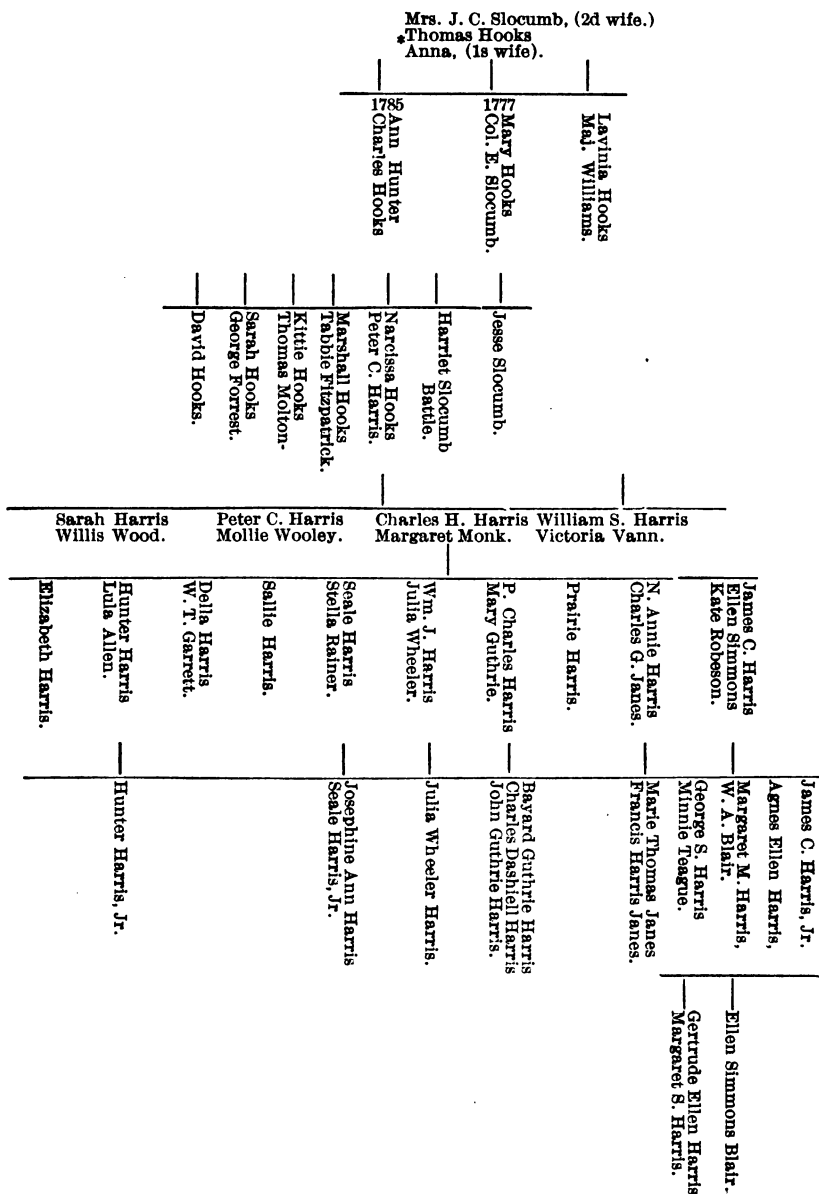 Mrs. J. C. Slocumb, (2d wife.)
*Thomas Hooks
Anna, (1s wife).
1785
Ann Hunter
Charles Hooks
1777
Mary Hooks
Col. E. Slocumb.
Lavinia Hooks
Maj. Williams.
David Hooks.
Sarah Hooks
George Forrest.
Kittie Hooks
Thomas Molton-
Marshall Hooks
Tabbie Fitzpatrick.
Narcissa Hooks
Peter C. Harris.
Harriet Slocumb
Battle.
Jesse Slocumb.
Sarah Harris
Willis Wood.
Peter C. Harris
Mollie Wooley.
Charles H. Harris
Margaret Monk.
William S. Harris
Victoria Vann.
Elizabeth Harris.
Hunter Harris
Lula Allen.
Della Harris
W. T. Garrett.
Sallie Harris.
Seale Harris
Stella Rainer.
Wm. J. Harris
Julia Wheeler.
P. Charles Harris
Mary Guthrie.
Prairie Harris.
N. Annie Harris
Charles G. Janes.
James C. Harris
Ellen Simmons
Kate Robeson.
Hunter Harris, Jr.
Josephine Ann Harris
Seale Harris, Jr.
Julia Wheeler Harris.
Bayard Guthrie Harris
Charles Dashiell Harris
John Guthrie Harris.
Marie Thomas Janes
Francis Harris Janes.
George S. Harris
Minnie Teague.
Margaret M. Harris,
W. A. Blair.
Agnes Ellen Harris,
James C. Harris, Jr.
Gertrude Ellen Harris
Margaret S. Harris.
Ellen Simmons Blair.